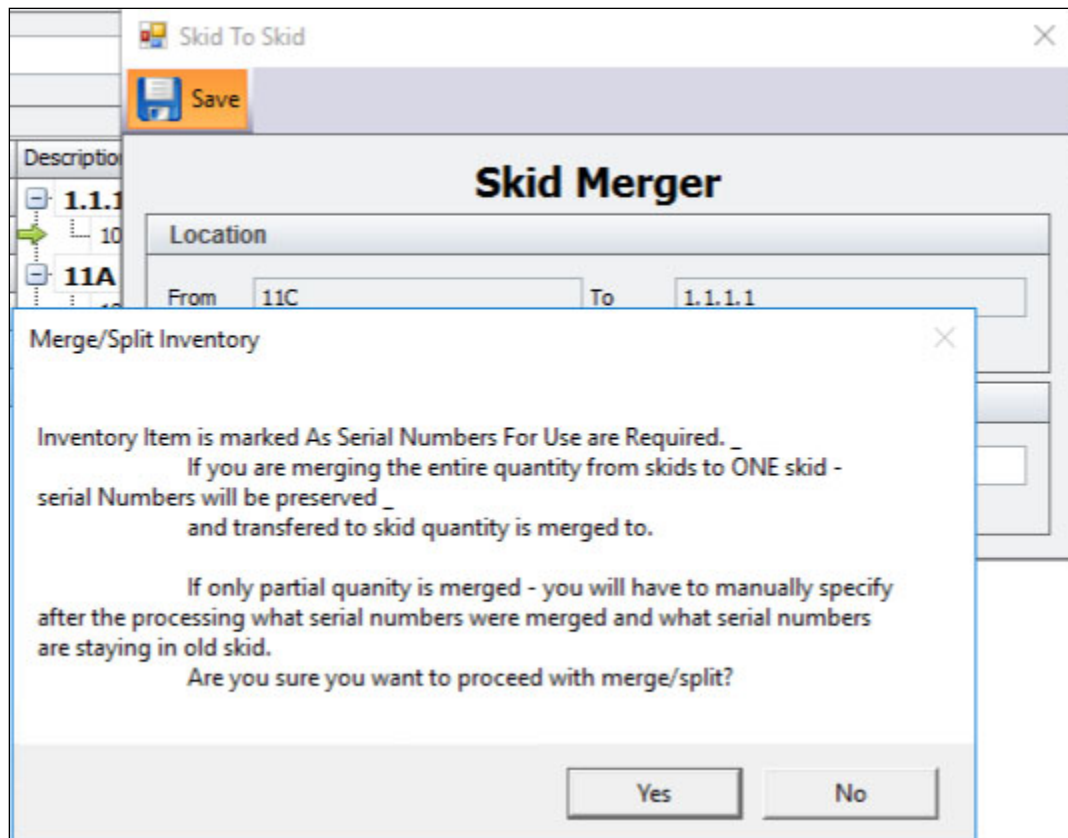 Skid To Skid
Save
Description
Skid Merger
1.1.1
Location
10
11A
From 11C To 1.1.1.1
Merge/Split Inventory
Inventory Item is marked As Serial Numbers For Use are Required. _
If you are merging the entire quantity from skids to ONE skid -
serial Numbers will be preserved _
and transfered to skid quantity is merged to.
If only partial quanity is merged - you will have to manually specify
after the processing what serial numbers were merged and what serial numbers
are staying in old skid.
Are you sure you want to proceed with merge/split?
Yes No